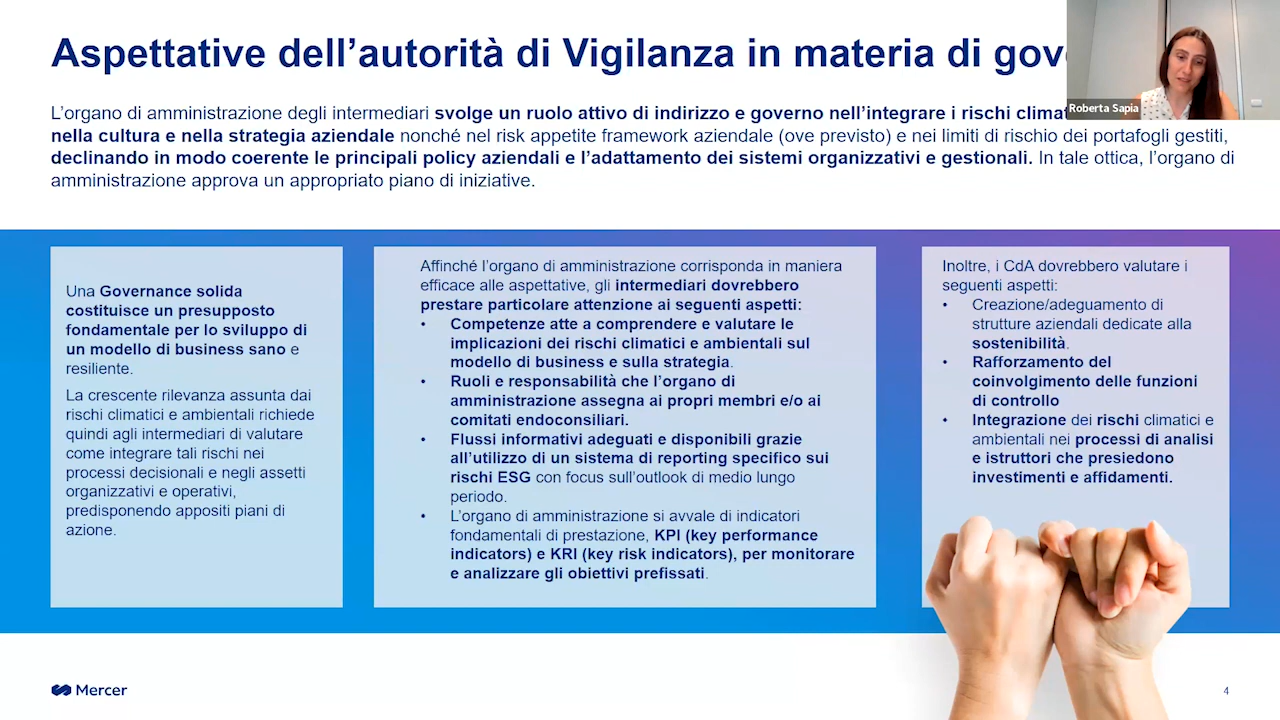 Aspettative dell’autorità di Vigilanza in materia di gov
Roberta Sapia
L’organo di amministrazione degli intermediari svolge un ruolo attivo di indirizzo e governo nell’integrare i rischi
nella cultura e nella strategia aziendale nonché nel risk appetite framework aziendale (ove previsto) e nei limiti di rischio dei portafogli gestiti,
declinando in modo coerente le principali policy aziendali e l’adattamento dei sistemi organizzativi e gestionali. In tale ottica, l’organo di
amministrazione approva un appropriato piano di iniziative.
Una Governance solida
costituisce un presupposto
fondamentale per lo sviluppo di
un modello di business sano e
resiliente.
La crescente rilevanza assunta dai
rischi climatici e ambientali richiede
quindi agli intermediari di valutare
come integrare tali rischi nei
processi decisionali e negli assetti
organizzativi e operativi,
predisponendo appositi piani di
azione.
Affinché l’organo di amministrazione corrisponda in maniera
efficace alle aspettative, gli intermediari dovrebbero
prestare particolare attenzione ai seguenti aspetti:
• Competenze atte a comprendere e valutare le
implicazioni dei rischi climatici e ambientali sul
modello di business e sulla strategia.
• Ruoli e responsabilità che l’organo di
amministrazione assegna ai propri membri e/o ai
comitati endoconsiliari.
• Flussi informativi adeguati e disponibili grazie
all’utilizzo di un sistema di reporting specifico sui
rischi ESG con focus sull’outlook di medio lungo
periodo.
• L’organo di amministrazione si avvale di indicatori
fondamentali di prestazione, KPI (key performance
indicators) e KRI (key risk indicators), per monitorare
e analizzare gli obiettivi prefissati.
Inoltre, i CdA dovrebbero valutare i
seguenti aspetti:
• Creazione/adeguamento di
strutture aziendali dedicate alla
sostenibilità.
• Rafforzamento del
coinvolgimento delle funzioni
di controllo
• Integrazione dei rischi climatici e
ambientali nei processi di analisi
e istruttori che presiedono
investimenti e affidamenti.
Mercer
4